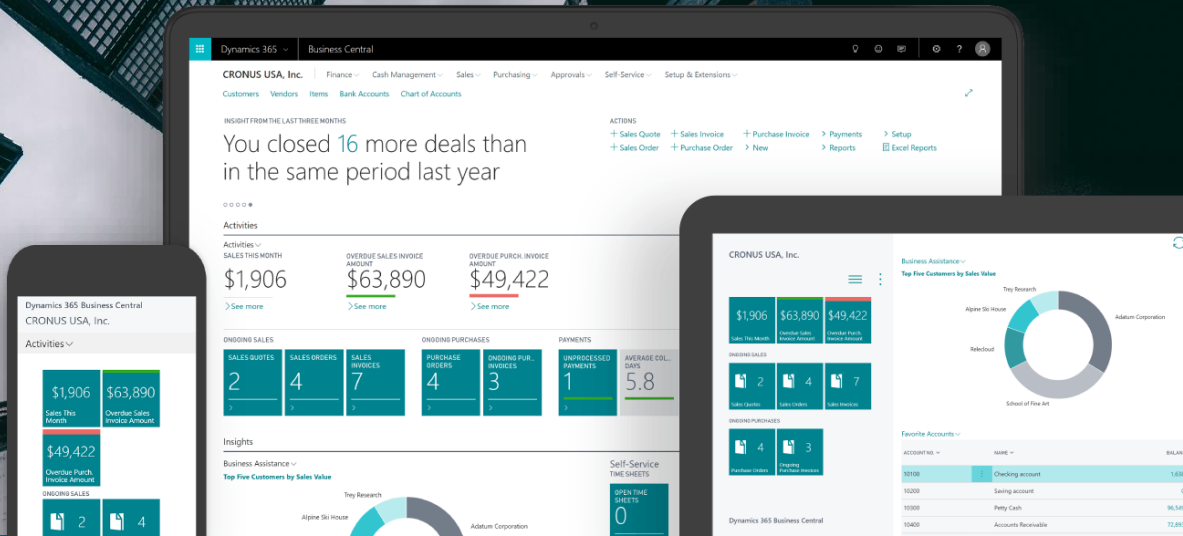 Dynamics 365
Business Central
?
CRONUS USA, Inc.
Finance Cash Management Sales Purchasing Approvals Self-Service Setup & Extensions
Customers Vendors Items Bank Accounts Chart of Accounts
INSIGHT FROM THE LAST THREE MONTHS
You closed 16 more deals than
in the same period last year
ACTIONS
+ Sales Quote + Sales Invoice + Purchase Invoice > Payments > Setup
+ Sales Order + Purchase Order > New > Reports Excel Reports
Activities
Activities
SALES THIS MONTH
$1,906
>See more
OVERDUE SALES INVOICE
AMOUNT
$63,890
>See more
OVERDUE PURCH. INVOICE
AMOUNT
$49,422
>See more
ONGOING SALES
SALES QUOTES
2
>
SALES ORDERS
4
>
SALES
INVOICES
7
>
ONGOING PURCHASES
PURCHASE
ORDERS
4
>
ONGOING PUR...
INVOICES
3
>
PAYMENTS
UNPROCESSED
PAYMENTS
1
>
AVERAGE COL...
DAYS
5.8
Insights
Business Assistance
Top Five Customers by Sales Value
Trey Research
Alpine Ski House
Adatum Corporation
Self-Service
TIME SHEETS
OPEN TIME
SHEETS
0
Dynamics 365 Business Central
CRONUS USA, Inc.
Activities
$1,906
Sales This
Month
$63,890
Overdue Sales
Invoice Amount
$49,422
Overdue Purch.
Invoice Amount
ONGOING SALES
2
4
CRONUS USA, Inc.
$1,906
Sales This Month
$63,890
Overdue Sales
Invoice Amount
$49,422
Overdue Purch.
Invoice Amount
ONGOING SALES
2
Sales Quotes
4
Sales Orders
7
Sales Invoices
ONGOING PURCHASES
4
Purchase Orders
3
Ongoing
Purchase Invoices
Dynamics 365 Business Central
Business Assistance
Top Five Customers by Sales Value
Trey Research
Alpine Ski House
Adatum Corporation
Relecloud
School of Fine Art
Favorite Accounts
ACCOUNT NO. NAME
10100 Checking account
10200 Saving account
10300 Petty Cash
10400 Accounts Receivable